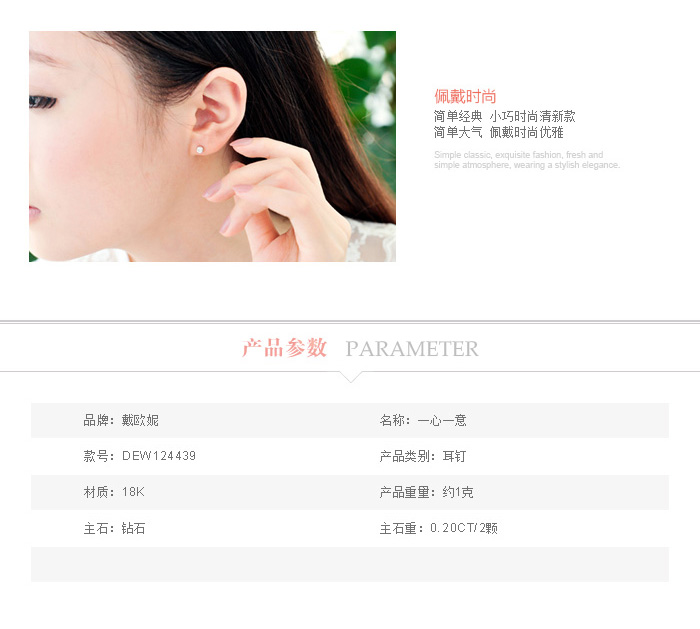 佩戴时尚
简单经典 小巧时尚清新款
简单大气 佩戴时尚优雅
Simple classic, exquisite fashion, fresh and
simple atmosphere, wearing a stylish elegance.
产品参数 PARAMETER
品牌：戴欧妮 名称：一心一意
款号：DEW124439 产品类别：耳钉
材质：18K 产品重量：约1克
主石：钻石 主石重：0.20CT/2颗